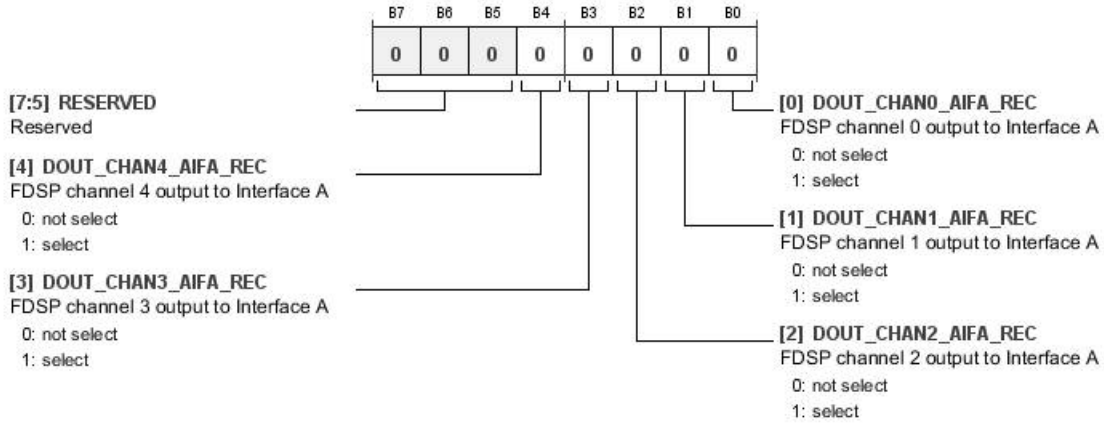 B7 B6 B5 B4 B3 B2 B1 B0
0 0 0 0 0 0 0 0
[7:5] RESERVED
Reserved
[4] DOUT_CHAN4_AIFA_REC
FDSP channel 4 output to Interface A
0: not select
1: select
[3] DOUT_CHAN3_AIFA_REC
FDSP channel 3 output to Interface A
0: not select
1: select
[0] DOUT_CHAN0_AIFA_REC
FDSP channel 0 output to Interface A
0: not select
1: select
[1] DOUT_CHAN1_AIFA_REC
FDSP channel 1 output to Interface A
0: not select
1: select
[2] DOUT_CHAN2_AIFA_REC
FDSP channel 2 output to Interface A
0: not select
1: select